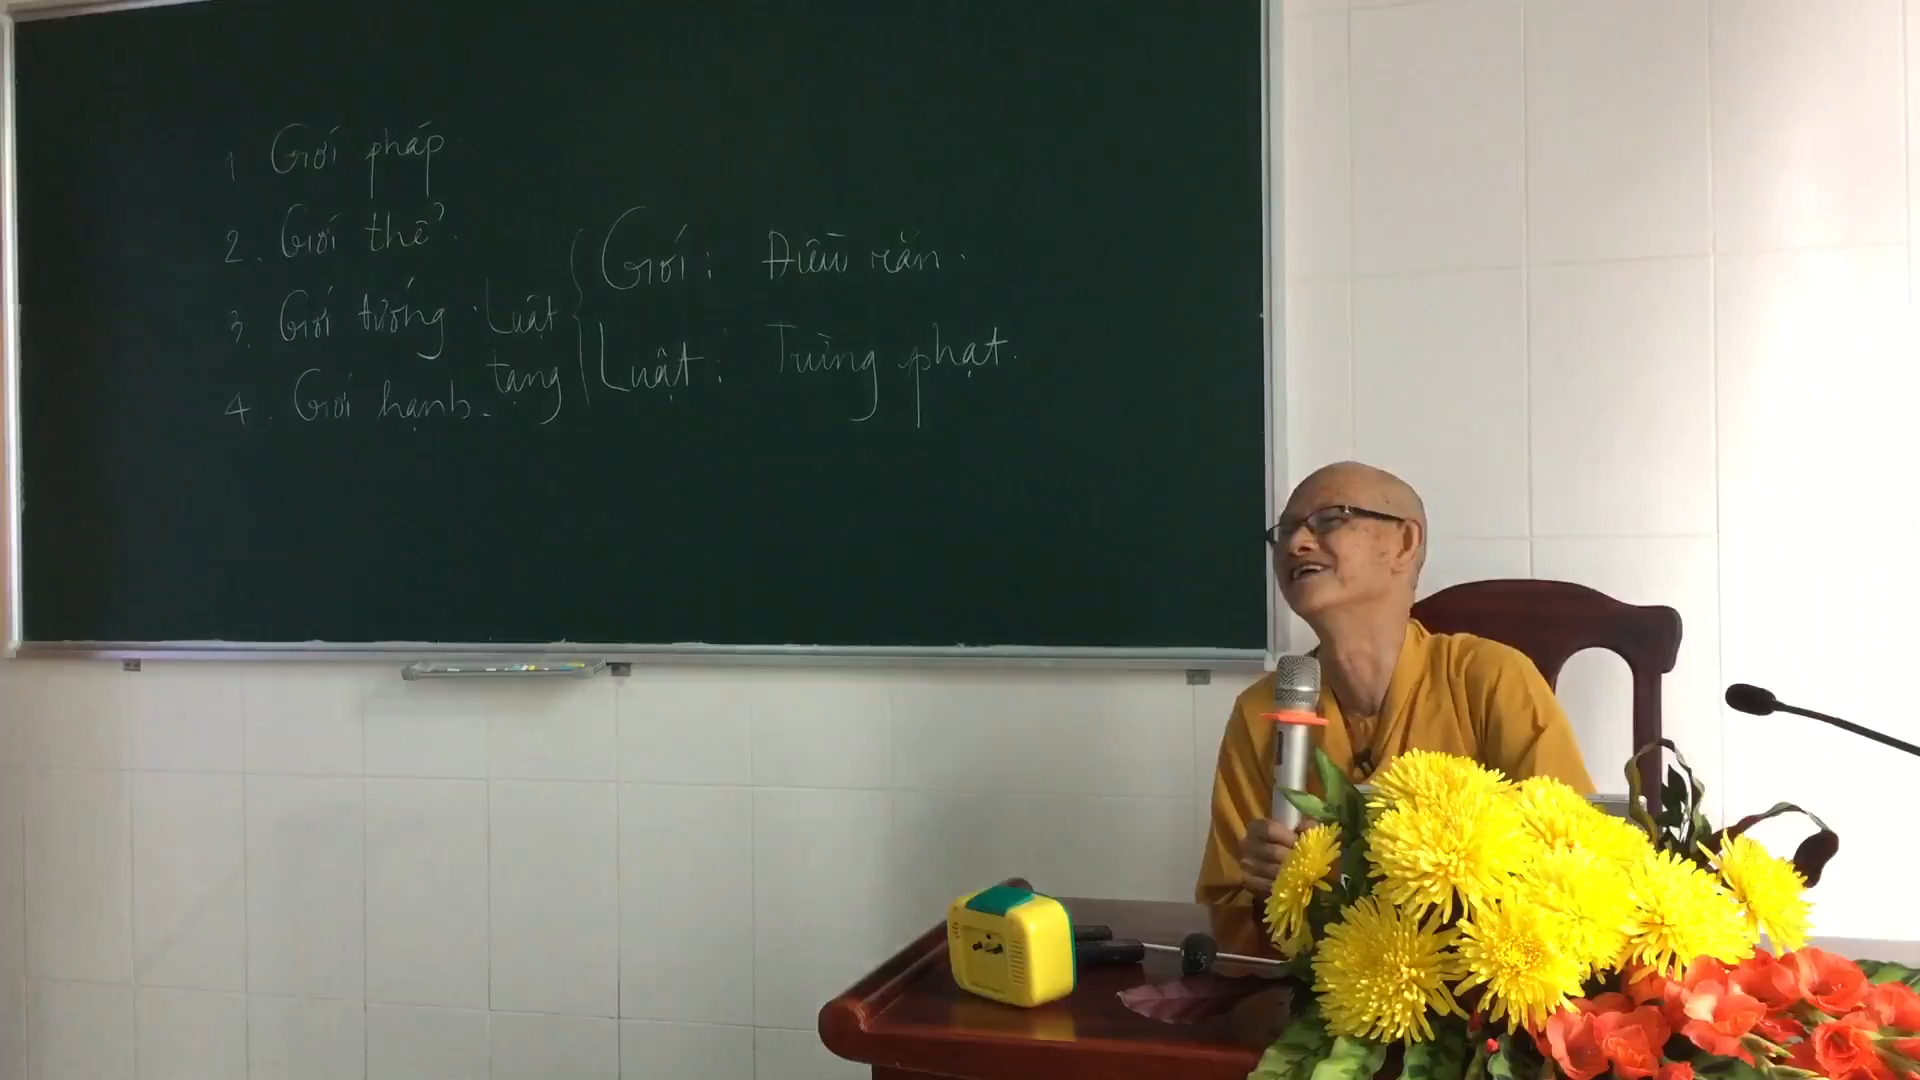 1 Giới pháp
2. Giới thể.
3. Giới tướng.
4. Giới hạnh.
Luật
tạng
Giới: Điều răn.
Luật: Trừng phạt.